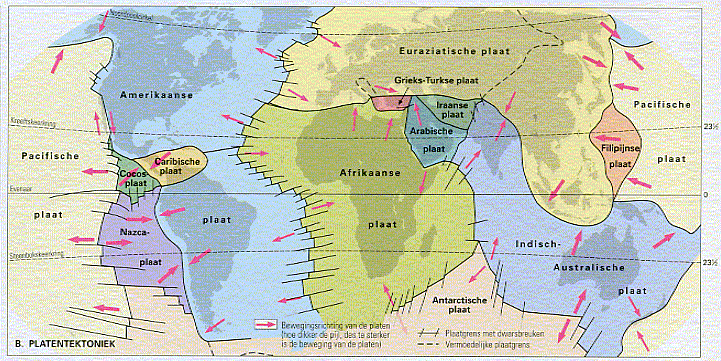 Noordpoolcirkel
Euraziatische plaat
Grieks-Turkse plaat
Amerikaanse
Iraanse
plaat
Pacifische
Kreeftskeerkring
23½
Arabische
plaat
Pacifische
Caribische
plaat
Filipijnse
plaat
plaat
Cocos-
plaat
Afrikaanse
Evenaar
0
plaat
plaat
plaat
Nazca-
plaat
Indisch-
Australische
Steenbokskeerkring
23½
plaat
Antarctische
plaat
Bewegingsrichting van de platen
(hoe dikker de pijl, des te sterker
is de beweging van de platen)
Plaatgrens met dwarsbreuken
Vermoedelijke plaatgrens
B. PLATENTEKTONIEK